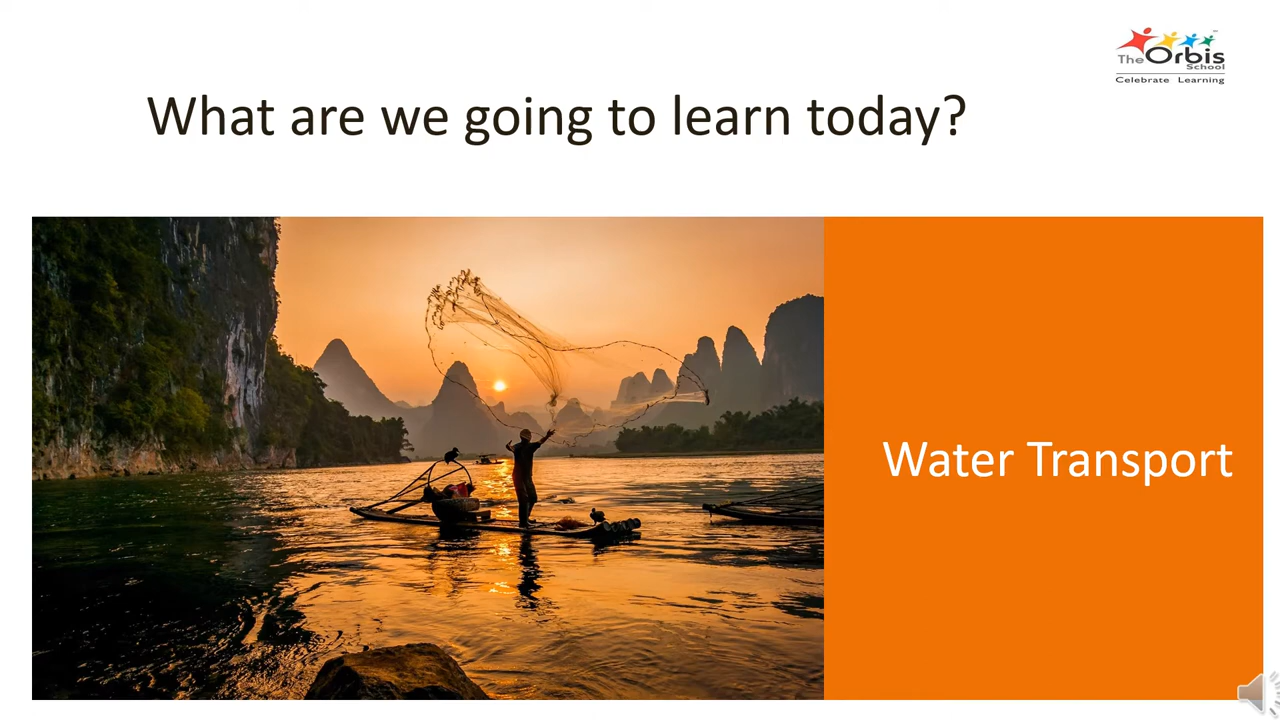 The Orbis
School
Celebrate Learning
What are we going to learn today?
Water Transport